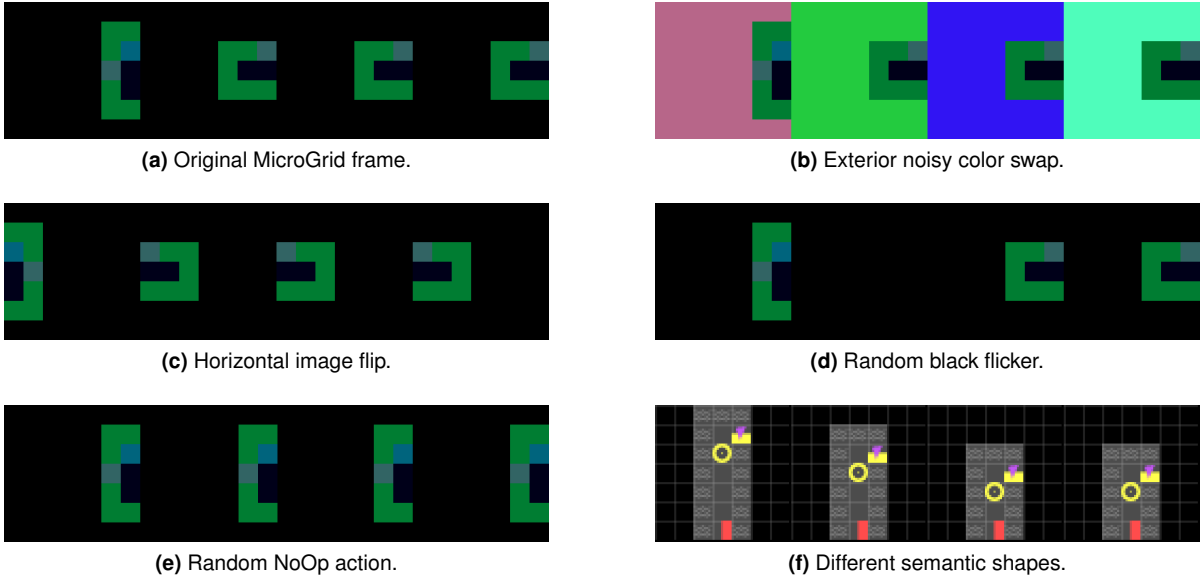 (a) Original MicroGrid frame.
(b) Exterior noisy color swap.
(c) Horizontal image flip.
(d) Random black flicker.
(e) Random NoOp action.
(f) Different semantic shapes.